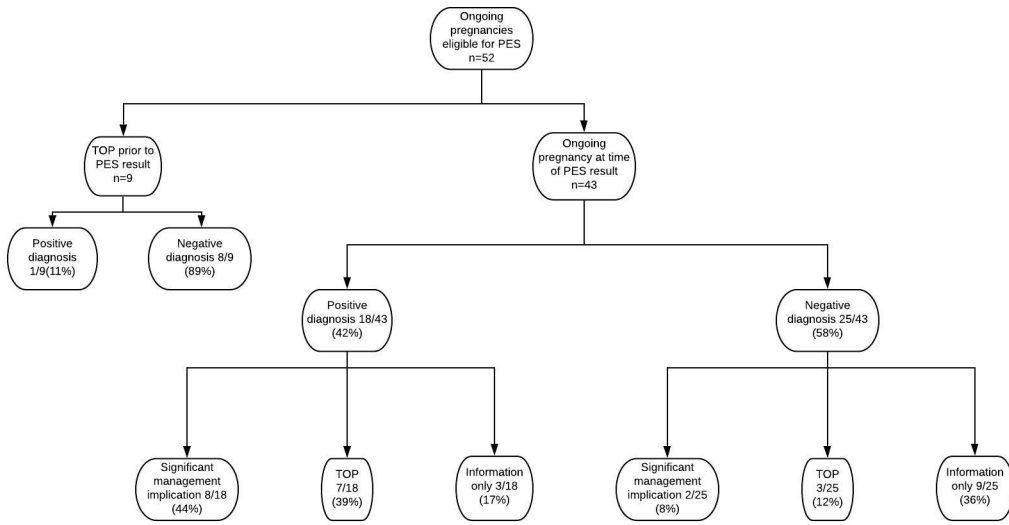 Ongoing
pregnancies
eligible for PES
n=52
TOP prior to
PES result
n=9
Ongoing
pregnancy at time
of PES result
n=43
Positive
diagnosis
1/9(11%)
Negative
diagnosis 8/9
(89%)
Positive
diagnosis 18/43
(42%)
Negative
diagnosis 25/43
(58%)
Significant
management
implication 8/18
(44%)
TOP
7/18
(39%)
Information
only 3/18
(17%)
Significant
management
implication 2/25
(8%)
TOP
3/25
(12%)
Information
only 9/25
(36%)